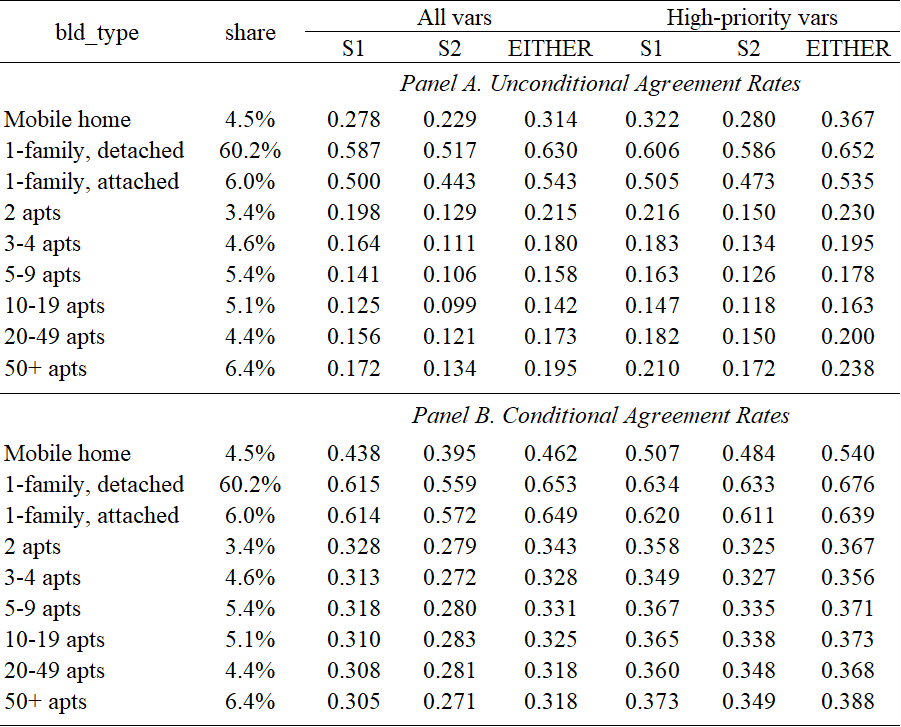 bld_type share All vars High-priority vars
S1 S2 EITHER S1 S2 EITHER
Panel A. Unconditional Agreement Rates
Mobile home 4.5% 0.278 0.229 0.314 0.322 0.280 0.367
1-family, detached 60.2% 0.587 0.517 0.630 0.606 0.586 0.652
1-family, attached 6.0% 0.500 0.443 0.543 0.505 0.473 0.535
2 apts 3.4% 0.198 0.129 0.215 0.216 0.150 0.230
3-4 apts 4.6% 0.164 0.111 0.180 0.183 0.134 0.195
5-9 apts 5.4% 0.141 0.106 0.158 0.163 0.126 0.178
10-19 apts 5.1% 0.125 0.099 0.142 0.147 0.118 0.163
20-49 apts 4.4% 0.156 0.121 0.173 0.182 0.150 0.200
50+ apts 6.4% 0.172 0.134 0.195 0.210 0.172 0.238
Panel B. Conditional Agreement Rates
Mobile home 4.5% 0.438 0.395 0.462 0.507 0.484 0.540
1-family, detached 60.2% 0.615 0.559 0.653 0.634 0.633 0.676
1-family, attached 6.0% 0.614 0.572 0.649 0.620 0.611 0.639
2 apts 3.4% 0.328 0.279 0.343 0.358 0.325 0.367
3-4 apts 4.6% 0.313 0.272 0.328 0.349 0.327 0.356
5-9 apts 5.4% 0.318 0.280 0.331 0.367 0.335 0.371
10-19 apts 5.1% 0.310 0.283 0.325 0.365 0.338 0.373
20-49 apts 4.4% 0.308 0.281 0.318 0.360 0.348 0.368
50+ apts 6.4% 0.305 0.271 0.318 0.373 0.349 0.388